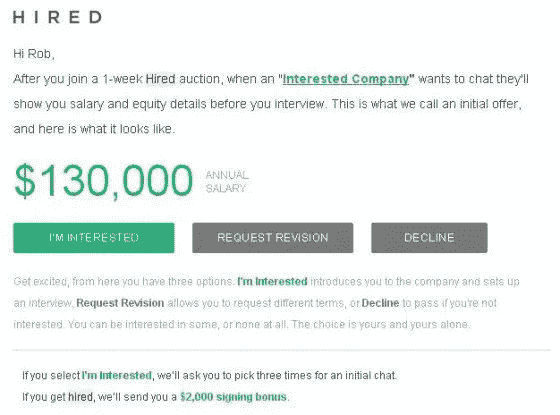 HIRED
Hi Rob,
After you join a 1-week Hired auction, when an "Interested Company" wants to chat they'll
show you salary and equity details before you interview. This is what we call an initial offer,
and here is what it looks like.
$130,000 ANNUAL
SALARY
I'M INTERESTED REQUEST REVISION DECLINE
Get excited, from here you have three options. I'm Interested introduces you to the company and sets up
an interview, Request Revision allows you to request different terms, or Decline to pass if you're not
interested. You can be interested in some, or none at all. The choice is yours and yours alone.
If you select I'm Interested, we'll ask you to pick three times for an initial chat.
If you get hired, we'll send you a $2,000 signing bonus.